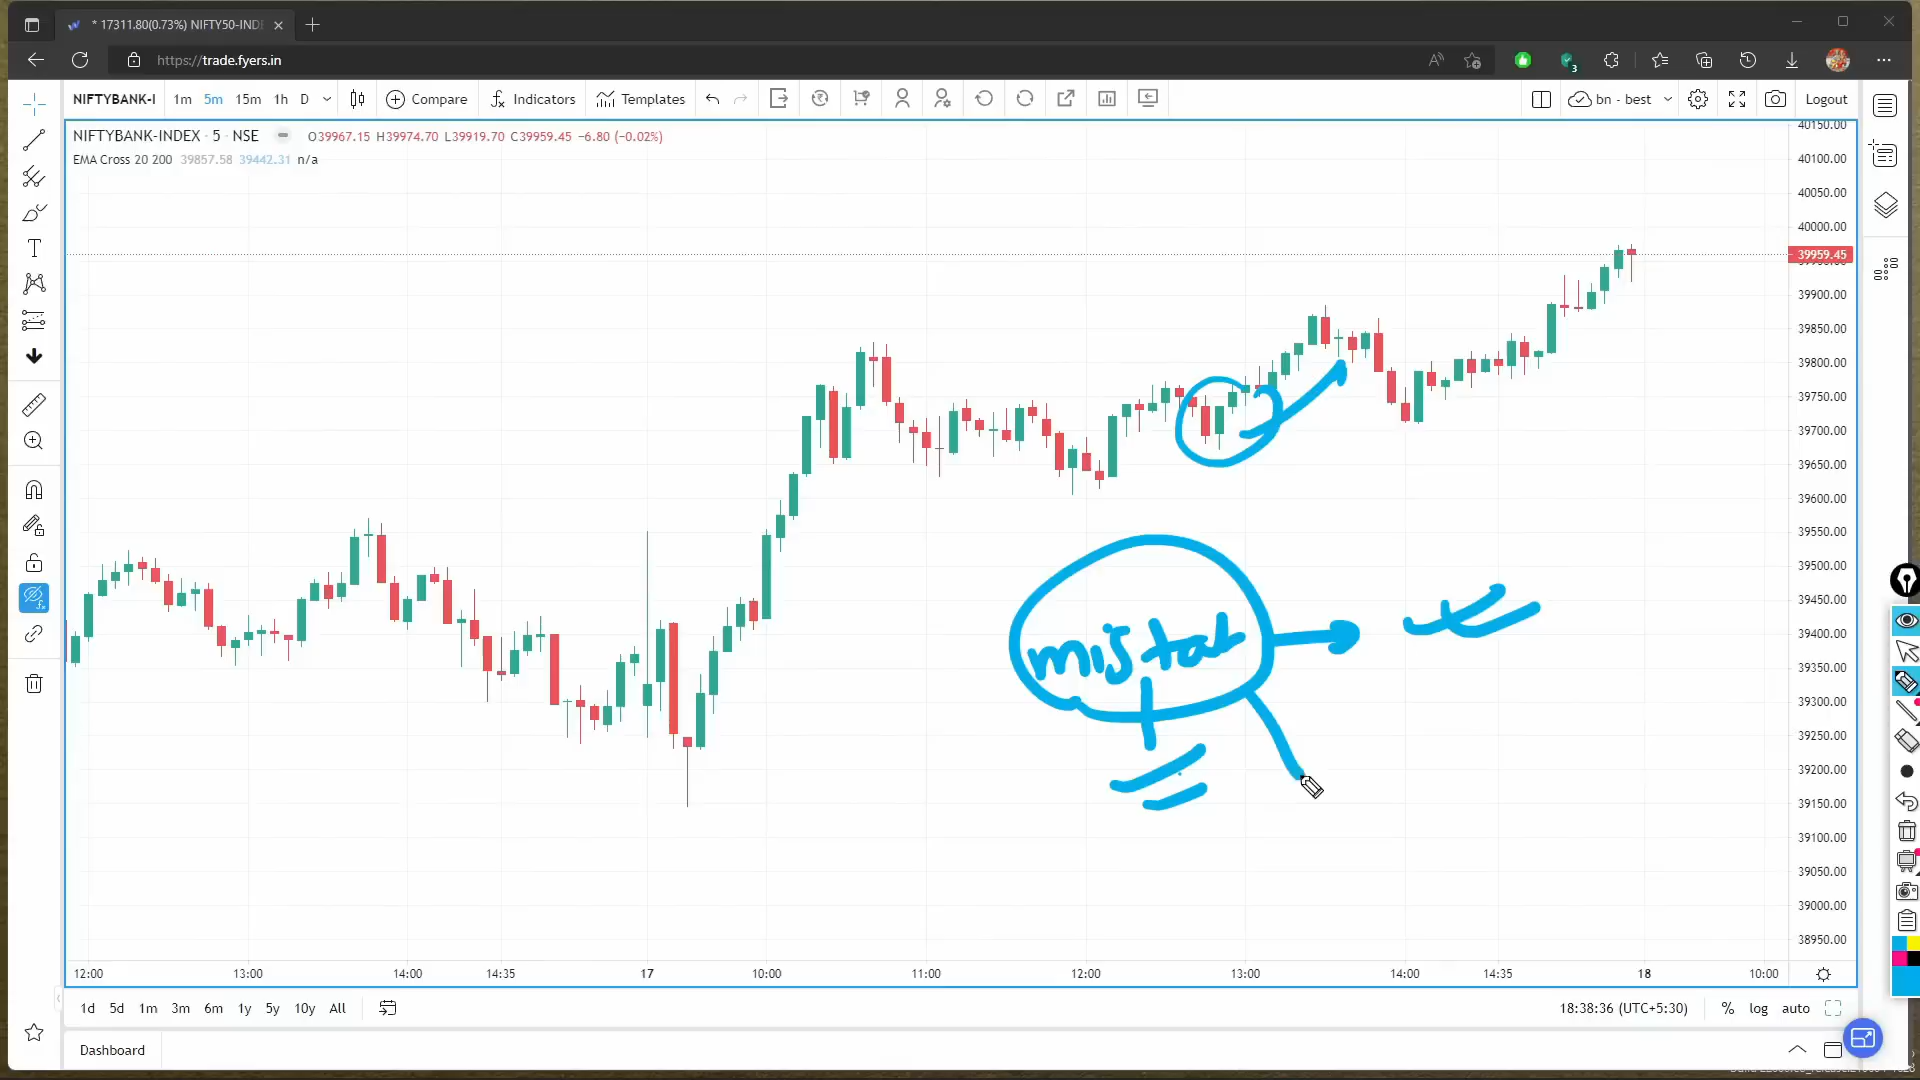 * 17311.80(0.73%) NIFTY50-IND
https://trade.fyers.in
3
NIFTYBANK-I 1m 5m 15m 1h D Compare Indicators Templates bn - best Logout
NIFTYBANK-INDEX · 5 · NSE O39967.15 H39974.70 L39919.70 C39959.45 −6.80 (−0.02%)
EMA Cross 20 200 39857.58 39442.31 n/a
40150.00
40100.00
40050.00
40000.00
39959.45
39900.00
39850.00
39800.00
39750.00
39700.00
39650.00
39600.00
39550.00
39500.00
39450.00
39400.00
39350.00
39300.00
39250.00
39200.00
39150.00
39100.00
39050.00
39000.00
38950.00
mistak
12:00 13:00 14:00 14:35 17 10:00 11:00 12:00 13:00 14:00 14:35 18 10:00
1d 5d 1m 3m 6m 1y 5y 10y All 18:38:36 (UTC+5:30) % log auto
Dashboard